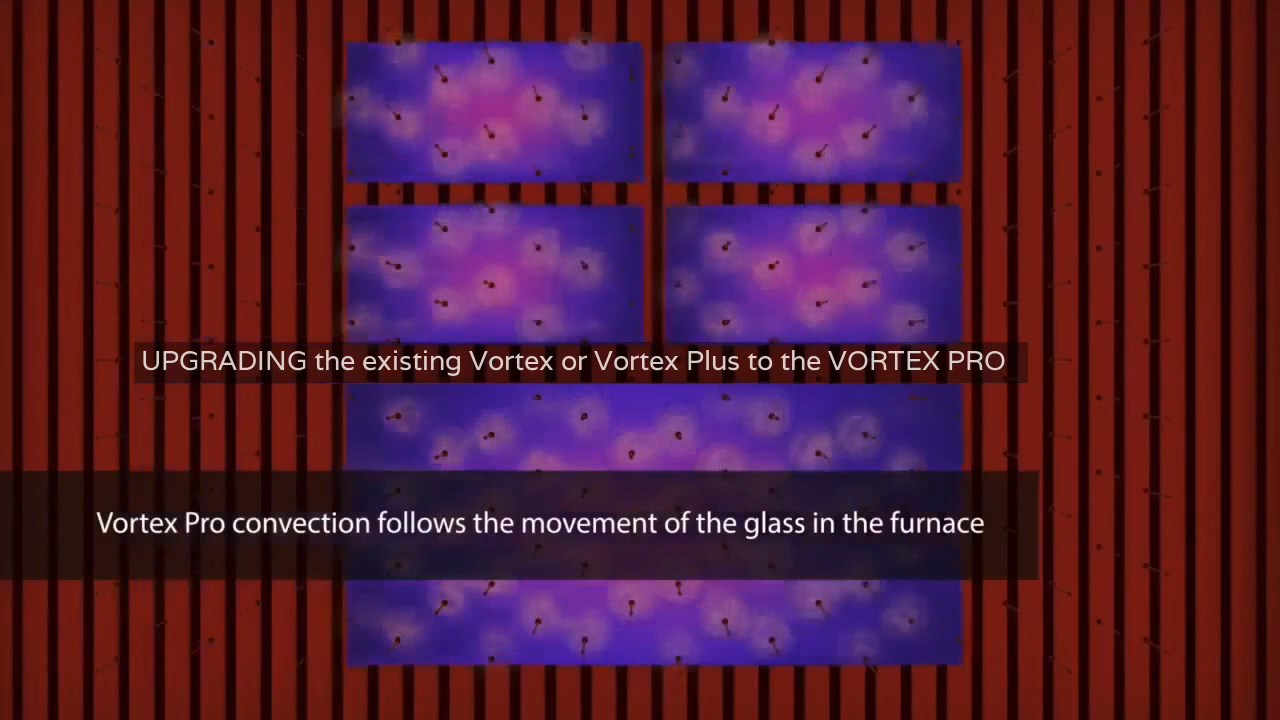 UPGRADING the existing Vortex or Vortex Plus to the VORTEX PRO
Vortex Pro convection follows the movement of the glass in the furnace